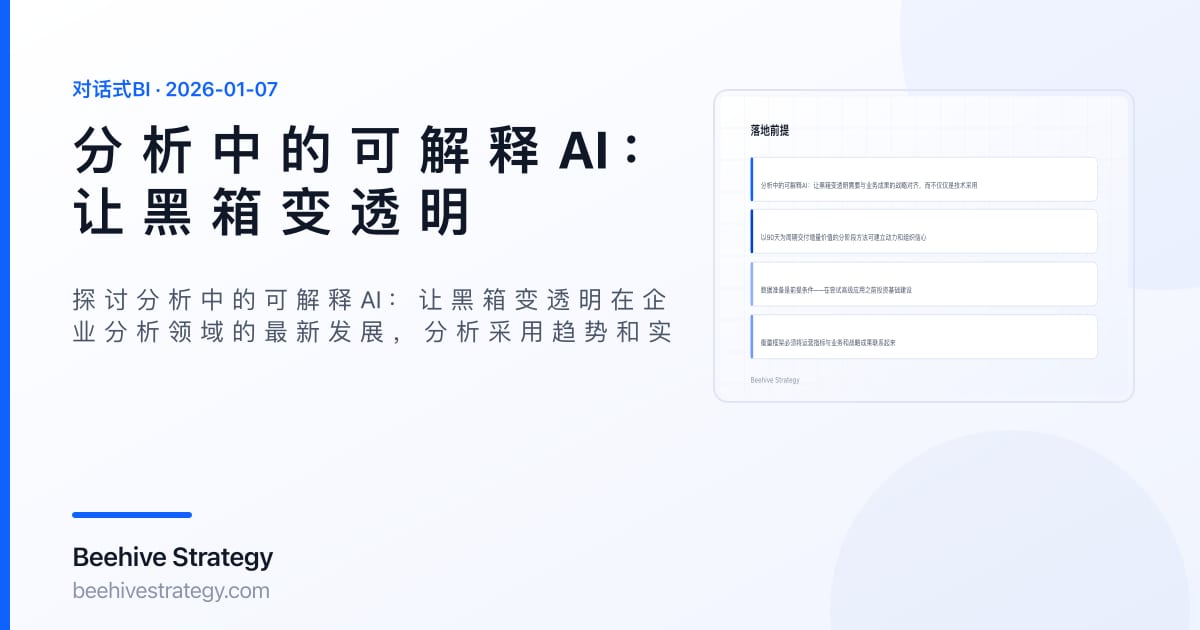 对话式BI · 2026-01-07
分析中的可解释AI：
让黑箱变透明
探讨分析中的可解释AI：让黑箱变透明在企
业分析领域的最新发展，分析采用趋势和实
Beehive Strategy
beehivestrategy.com
落地前提
分析中的可解释AI：让黑箱变透明需要与业务成果的战略对齐，而不仅仅是技术采用
以90天为周期交付增量价值的分阶段方法可建立动力和组织信心
数据准备是前提条件——在尝试高级应用之前投资基础建设
衡量框架必须将运营指标与业务和战略成果联系起来
Beehive Strategy